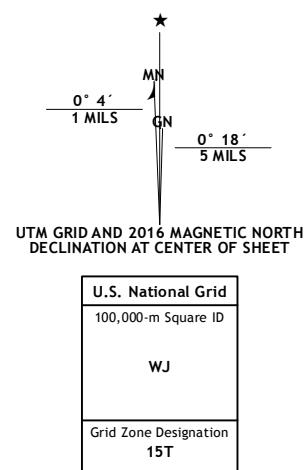 ★
MN
GN
0° 4´
1 MILS
0° 18´
5 MILS
UTM GRID AND 2016 MAGNETIC NORTH
DECLINATION AT CENTER OF SHEET
U.S. National Grid
100,000-m Square ID
WJ
Grid Zone Designation
15T